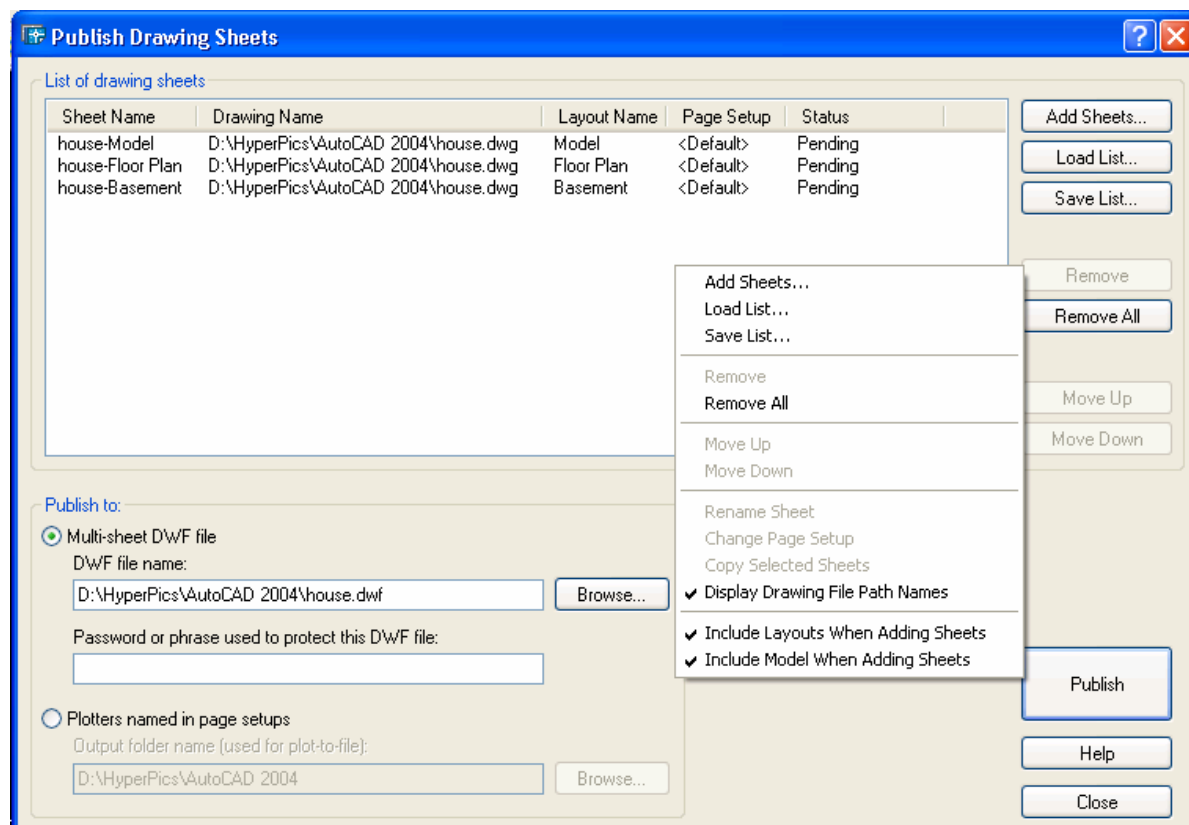 Publish Drawing Sheets
List of drawing sheets
Sheet Name Drawing Name Layout Name Page Setup Status
house-Model D:\HyperPics\AutoCAD 2004\house.dwg Model <Default> Pending
house-Floor Plan D:\HyperPics\AutoCAD 2004\house.dwg Floor Plan <Default> Pending
house-Basement D:\HyperPics\AutoCAD 2004\house.dwg Basement <Default> Pending
Add Sheets...
Load List...
Save List...
Remove
Remove All
Move Up
Move Down
Add Sheets...
Load List...
Save List...
Remove
Remove All
Move Up
Move Down
Rename Sheet
Change Page Setup
Copy Selected Sheets
Display Drawing File Path Names
Include Layouts When Adding Sheets
Include Model When Adding Sheets
Publish to:
Multi-sheet DWF file
DWF file name:
D:\HyperPics\AutoCAD 2004\house.dwf Browse...
Password or phrase used to protect this DWF file:
Plotters named in page setups
Output folder name (used for plot-to-file):
D:\HyperPics\AutoCAD 2004 Browse...
Publish
Help
Close